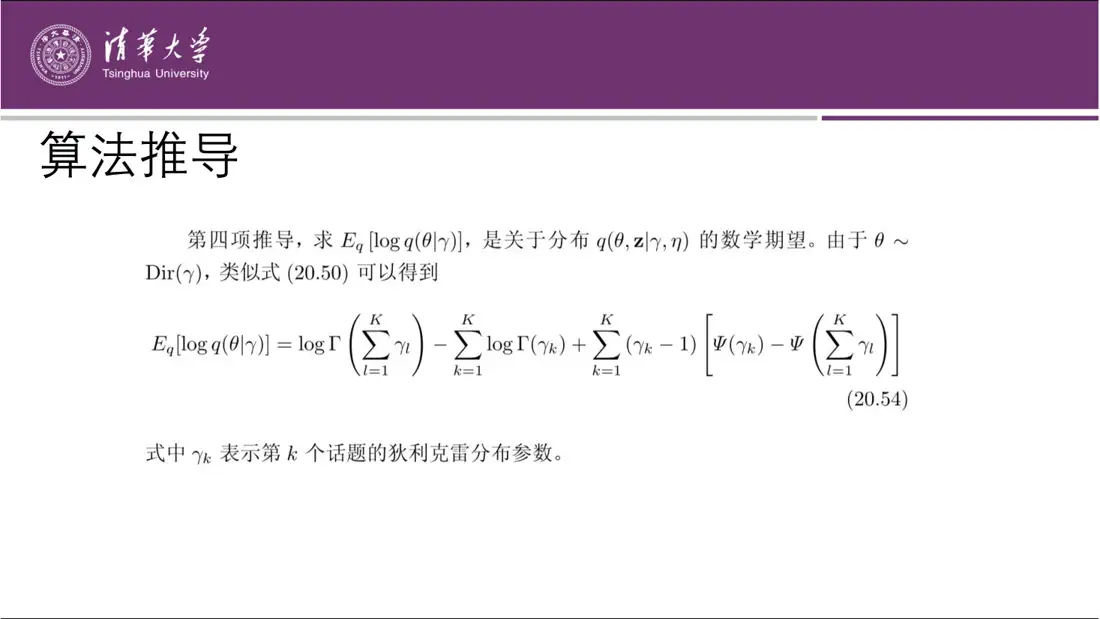 清华大学
Tsinghua University
算法推导
第四项推导，求 E_q [log q(θ|γ)]，是关于分布 q(θ, z|γ, η) 的数学期望。由于 θ ∼
Dir(γ)，类似式 (20.50) 可以得到
E_q[log q(θ|γ)] = log Γ (∑_{l=1}^{K} γ_l) − ∑_{k=1}^{K} log Γ(γ_k) + ∑_{k=1}^{K} (γ_k − 1) [Ψ(γ_k) − Ψ (∑_{l=1}^{K} γ_l)]
(20.54)
式中 γ_k 表示第 k 个话题的狄利克雷分布参数。